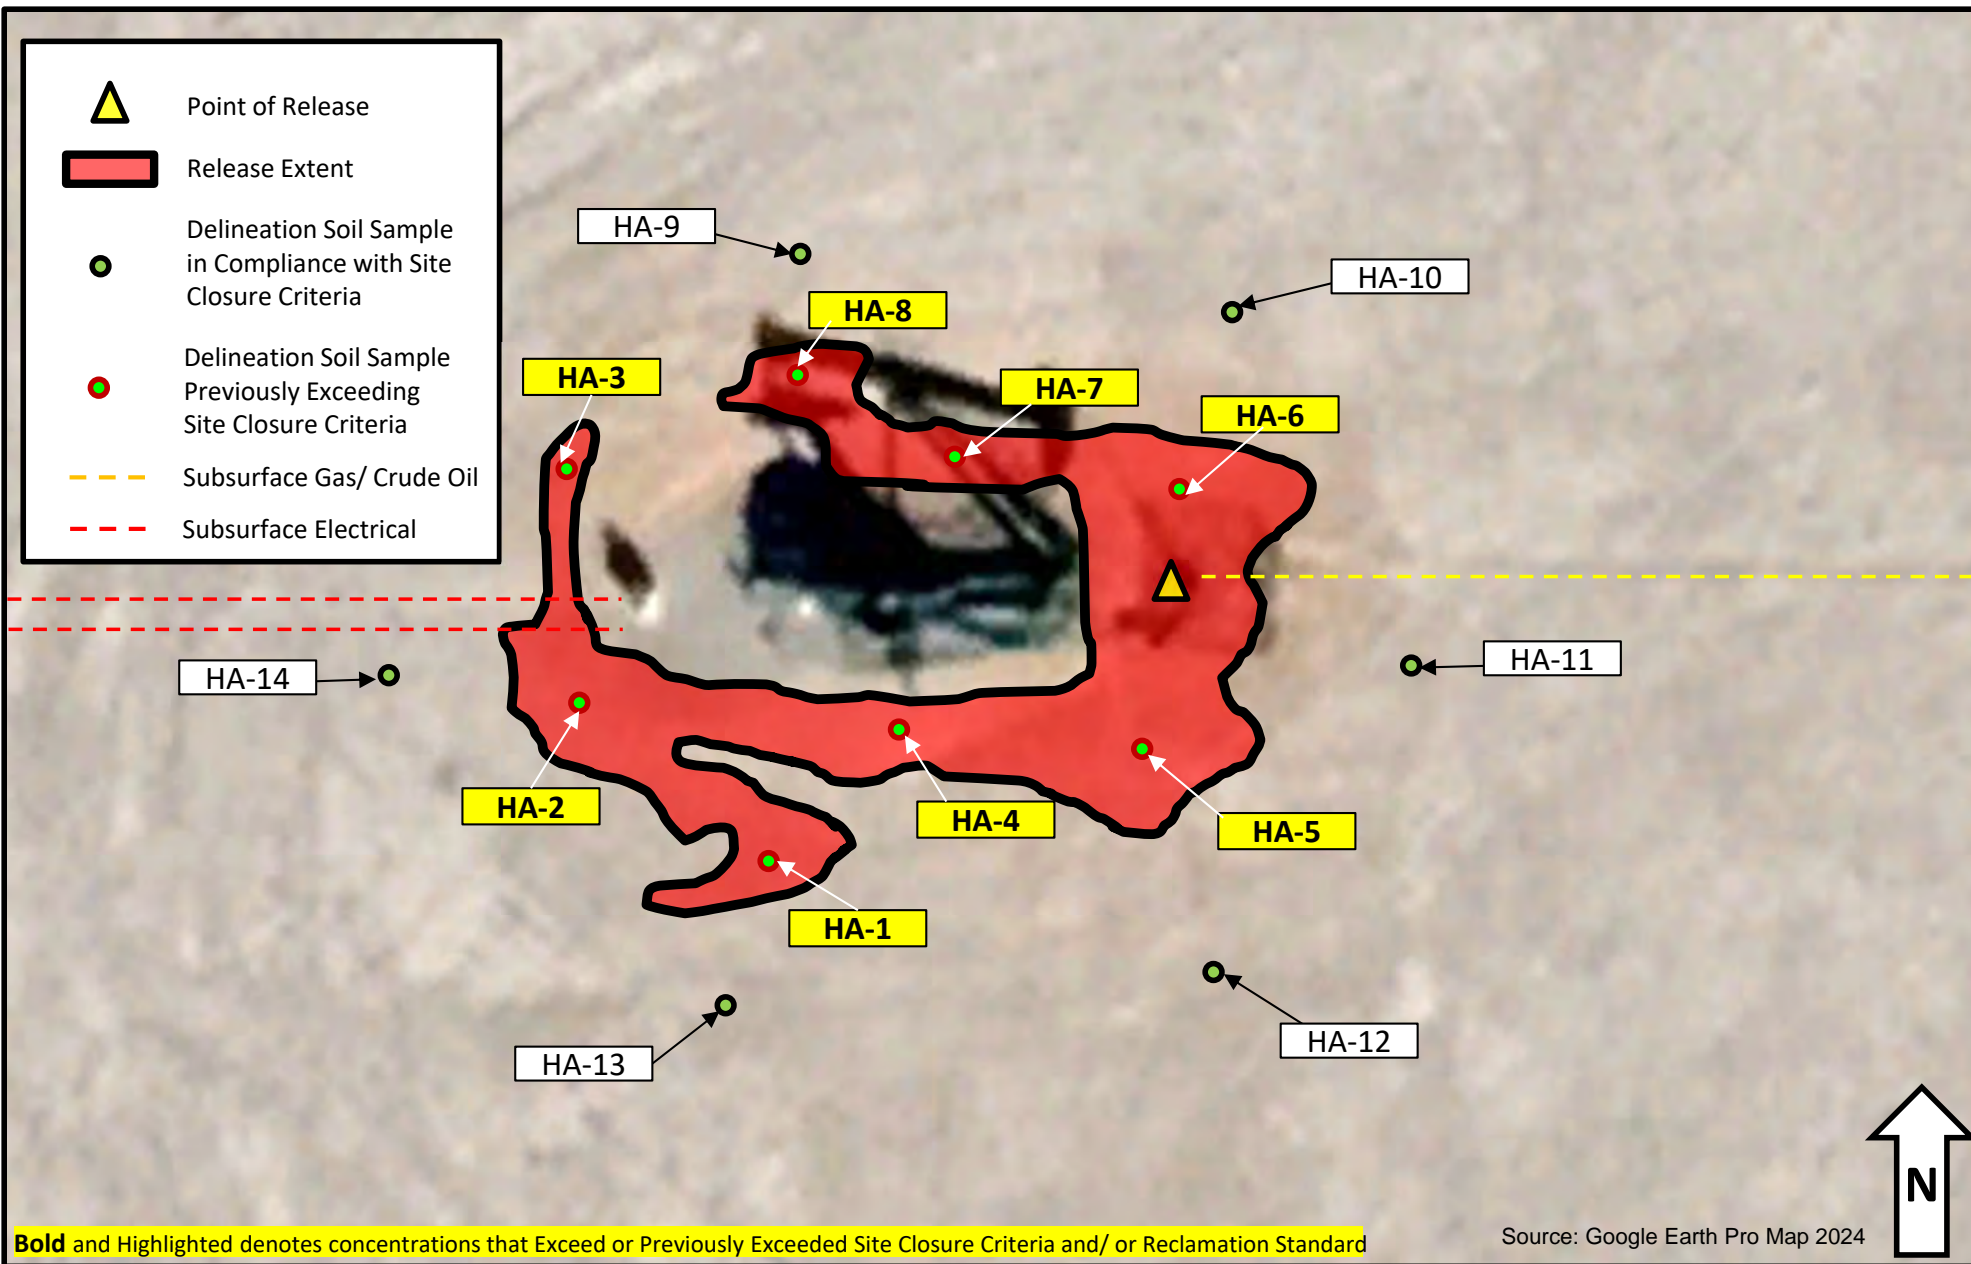 Point of Release
Release Extent
Delineation Soil Sample
in Compliance with Site
Closure Criteria
Delineation Soil Sample
Previously Exceeding
Site Closure Criteria
Subsurface Gas/ Crude Oil
Subsurface Electrical
HA-9
HA-10
HA-8
HA-3
HA-7
HA-6
HA-14
HA-11
HA-2
HA-4
HA-5
HA-1
HA-12
HA-13
N
Bold and Highlighted denotes concentrations that Exceed or Previously Exceeded Site Closure Criteria and/ or Reclamation Standard
Source: Google Earth Pro Map 2024